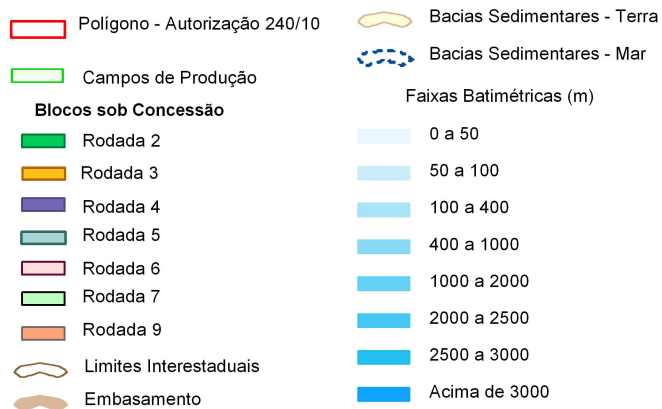 Polígono - Autorização 240/10
Campos de Produção
Blocos sob Concessão
Rodada 2
Rodada 3
Rodada 4
Rodada 5
Rodada 6
Rodada 7
Rodada 9
Limites Interestaduais
Embasamento
Bacias Sedimentares - Terra
Bacias Sedimentares - Mar
Faixas Batimétricas (m)
0 a 50
50 a 100
100 a 400
400 a 1000
1000 a 2000
2000 a 2500
2500 a 3000
Acima de 3000